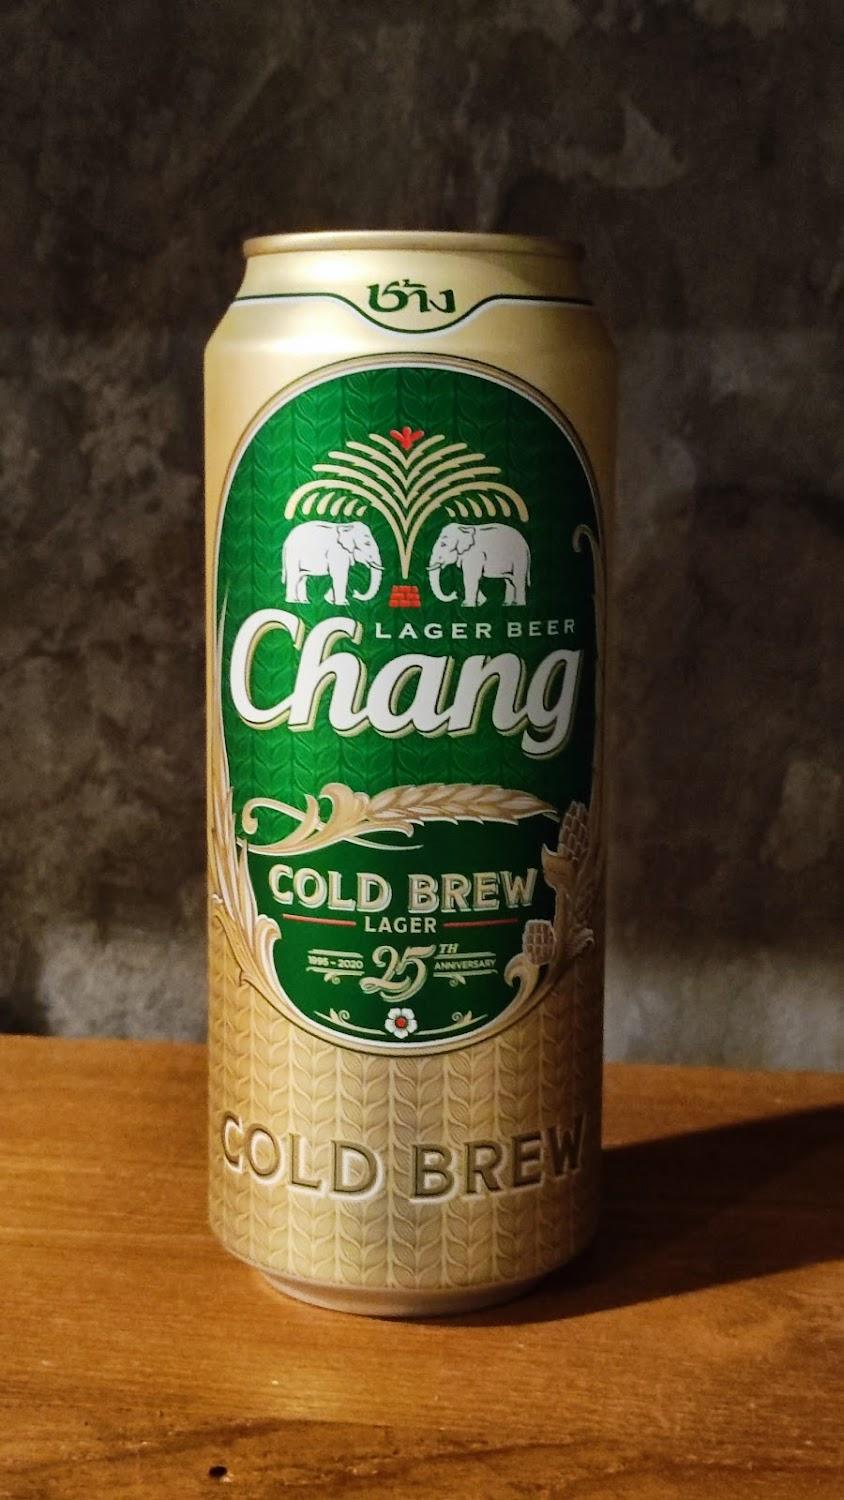 ช้าง
LAGER BEER
Chang
COLD BREW
LAGER
1995 - 2020 25TH ANNIVERSARY
COLD BREW